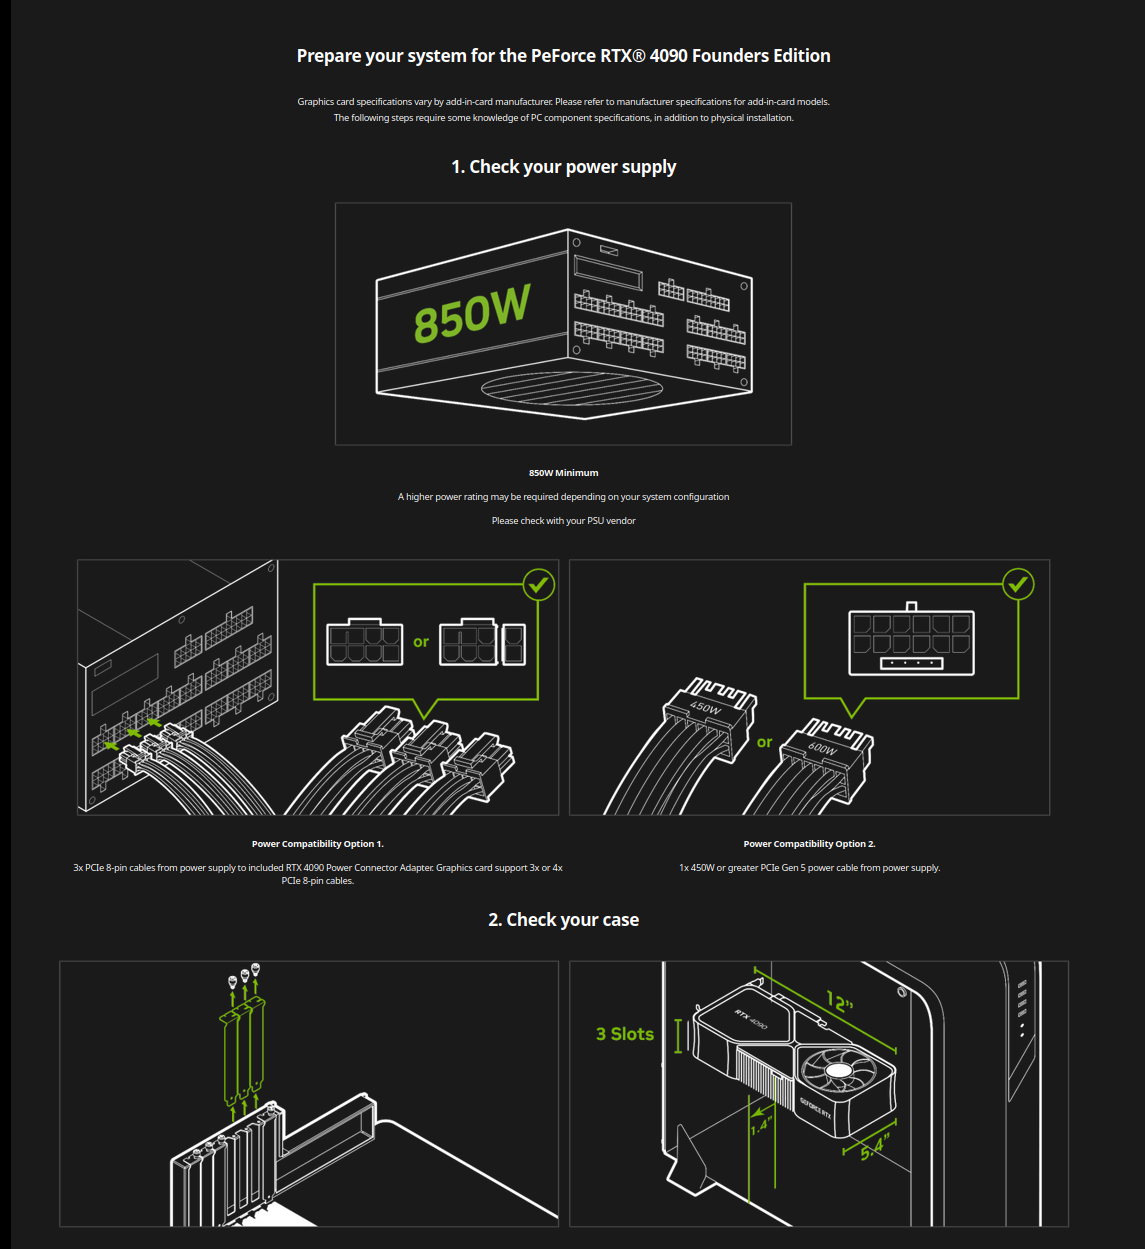 Prepare your system for the PeForce RTX® 4090 Founders Edition
Graphics card specifications vary by add-in-card manufacturer. Please refer to manufacturer specifications for add-in-card models.
The following steps require some knowledge of PC component specifications, in addition to physical installation.
1. Check your power supply
850W
850W Minimum
A higher power rating may be required depending on your system configuration
Please check with your PSU vendor
or
450W
or
600W
Power Compatibility Option 1.
3x PCIe 8-pin cables from power supply to included RTX 4090 Power Connector Adapter. Graphics card support 3x or 4x
PCIe 8-pin cables.
Power Compatibility Option 2.
1x 450W or greater PCIe Gen 5 power cable from power supply.
2. Check your case
12”
3 Slots
RTX 4090
GEFORCE RTX
1.4”
5.4”